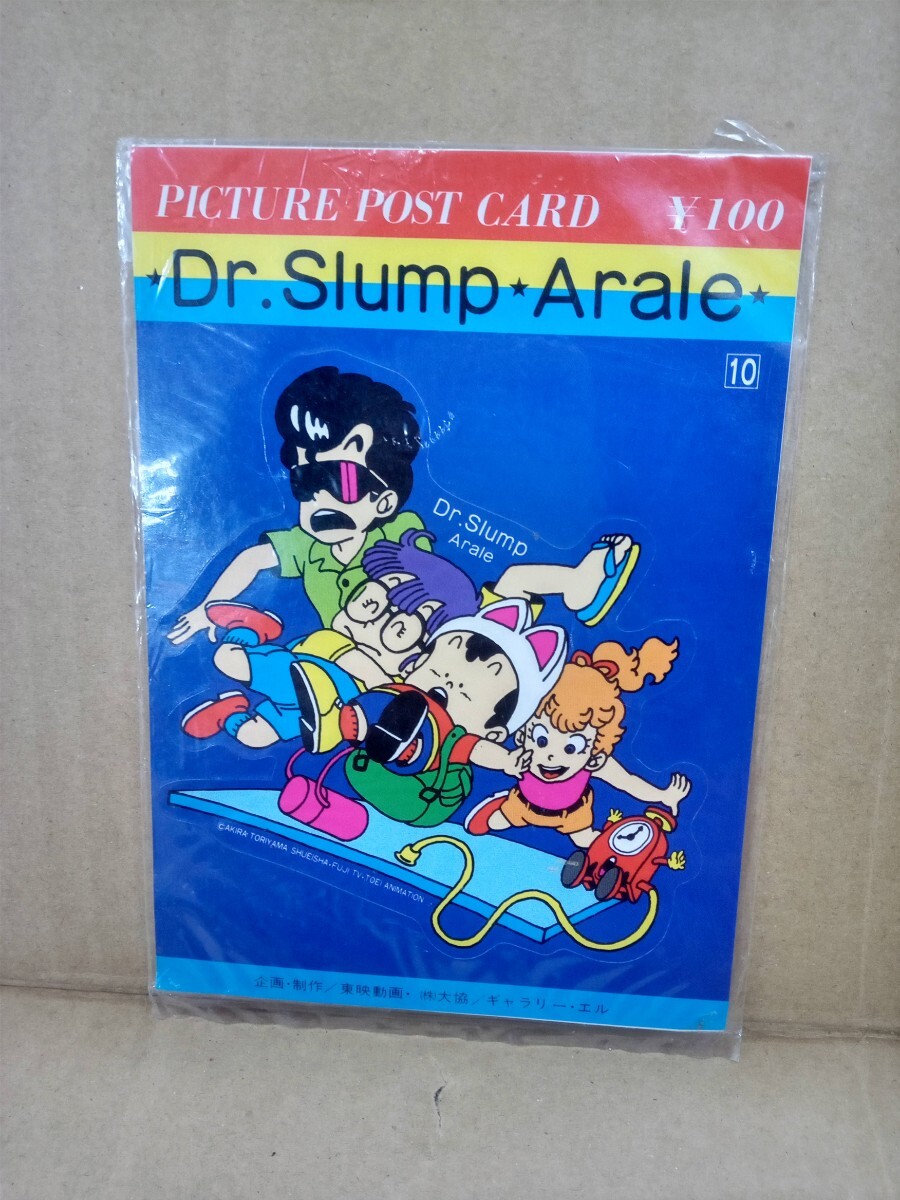 PICTURE POST CARD ¥100
★Dr.Slump★Arale★
10
Dr.Slump
Arale
©AKIRA・TORIYAMA SHUEISHA・FUJI TV・TOEI ANIMATION
企画・制作／東映動画・㈱大協／ギャラリー・エル